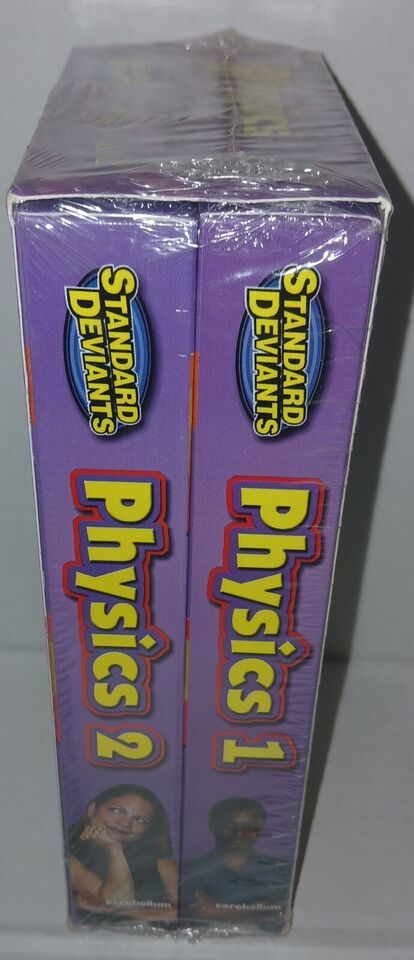 STANDARD
DEVIANTS
Physics 2
cerebellum
STANDARD
DEVIANTS
Physics 1
cerebellum